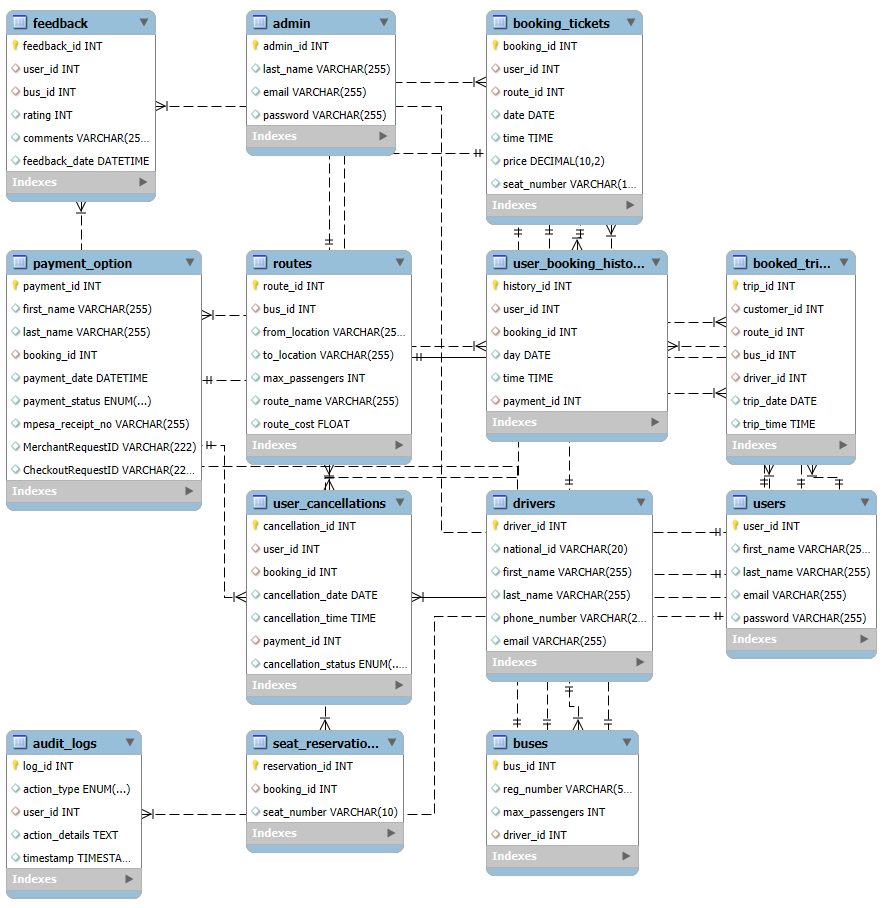 feedback
feedback_id INT
user_id INT
bus_id INT
rating INT
comments VARCHAR(25...
feedback_date DATETIME
Indexes
admin
admin_id INT
last_name VARCHAR(255)
email VARCHAR(255)
password VARCHAR(255)
Indexes
booking_tickets
booking_id INT
user_id INT
route_id INT
date DATE
time TIME
price DECIMAL(10,2)
seat_number VARCHAR(1...
Indexes
payment_option
payment_id INT
first_name VARCHAR(255)
last_name VARCHAR(255)
booking_id INT
payment_date DATETIME
payment_status ENUM(...)
mpesa_receipt_no VARCHAR(255)
MerchantRequestID VARCHAR(222)
CheckoutRequestID VARCHAR(22...
Indexes
routes
route_id INT
bus_id INT
from_location VARCHAR(25...
to_location VARCHAR(255)
max_passengers INT
route_name VARCHAR(255)
route_cost FLOAT
Indexes
user_booking_histo...
history_id INT
user_id INT
booking_id INT
day DATE
time TIME
payment_id INT
Indexes
booked_tri...
trip_id INT
customer_id INT
route_id INT
bus_id INT
driver_id INT
trip_date DATE
trip_time TIME
Indexes
user_cancellations
cancellation_id INT
user_id INT
booking_id INT
cancellation_date DATE
cancellation_time TIME
payment_id INT
cancellation_status ENUM(...
Indexes
drivers
driver_id INT
national_id VARCHAR(20)
first_name VARCHAR(255)
last_name VARCHAR(255)
phone_number VARCHAR(2...
email VARCHAR(255)
Indexes
users
user_id INT
first_name VARCHAR(25...
last_name VARCHAR(255)
email VARCHAR(255)
password VARCHAR(255)
Indexes
audit_logs
log_id INT
action_type ENUM(...)
user_id INT
action_details TEXT
timestamp TIMESTA...
Indexes
seat_reservatio...
reservation_id INT
booking_id INT
seat_number VARCHAR(10)
Indexes
buses
bus_id INT
reg_number VARCHAR(5...
max_passengers INT
driver_id INT
Indexes